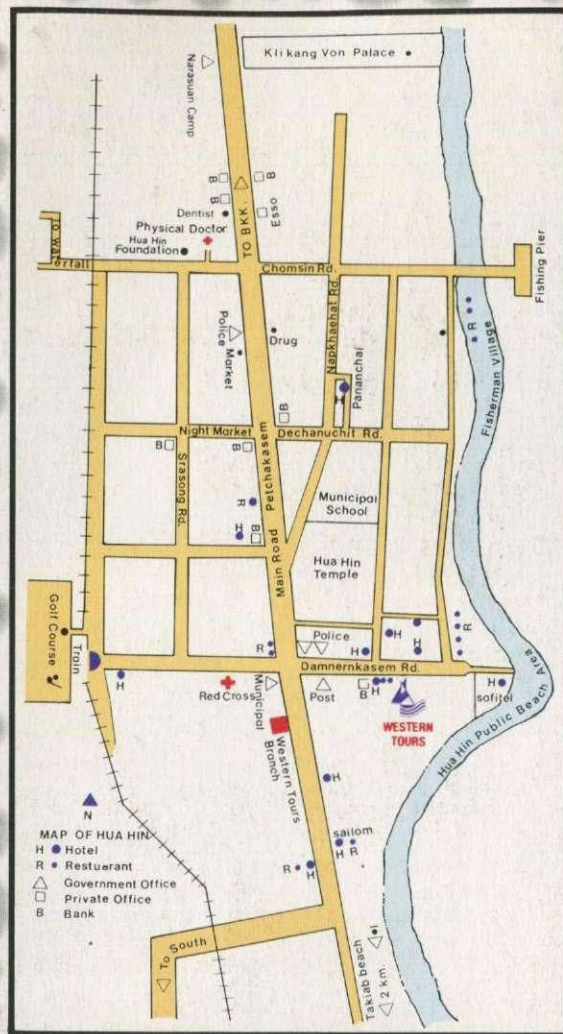 Klikang Von Palace
Narasuan Camp
B
B
B
Esso
Dentist
TO BKK.
Physical Doctor
Hua Hin
Foundation
To Waterfall
Chomsin Rd.
Fishing Pier
Police
Market
Drug
Napkhaehat Rd.
Pananchai
H
R
Fisherman Village
B
Night Market
Petchakasem
Dechanuchit Rd.
B
B
Srasong Rd.
R
H
B
Main Road
Municipal
School
Hua Hin
Temple
Golf Course
Train
R
Police
H
H
H
R
Damnernkasem Rd.
H
Red Cross
Municipal
Post
B
H
WESTERN
TOURS
H
sofitel
Hua Hin Public Beach Area
Western Tours
Branch
H
N
MAP OF HUA HIN
H Hotel
R Restuarant
Government Office
Private Office
B Bank
sailom
H R
R H
To South
Takiab beach
2 km.